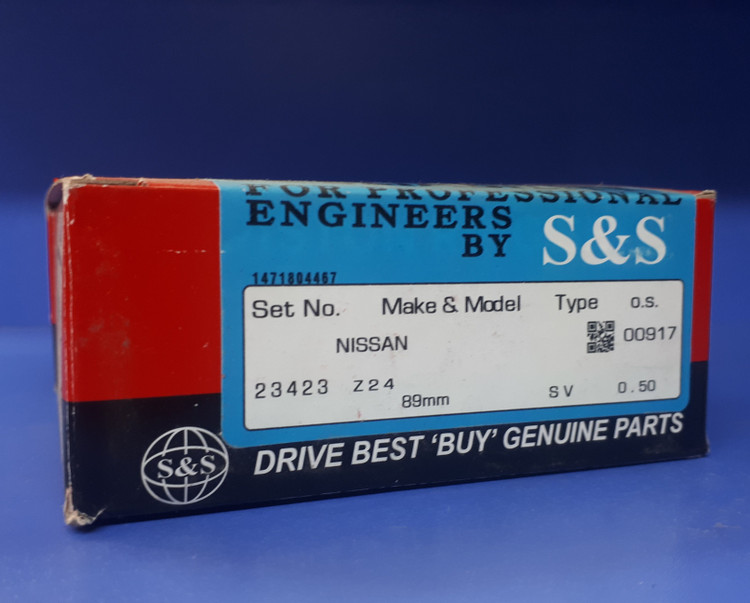 FOR PROFESSIONAL
ENGINEERS
BY S&S
1471804467
Set No. Make & Model Type o.s.
NISSAN 00917
23423 Z24 89mm SV 0.50
S&S DRIVE BEST 'BUY' GENUINE PARTS